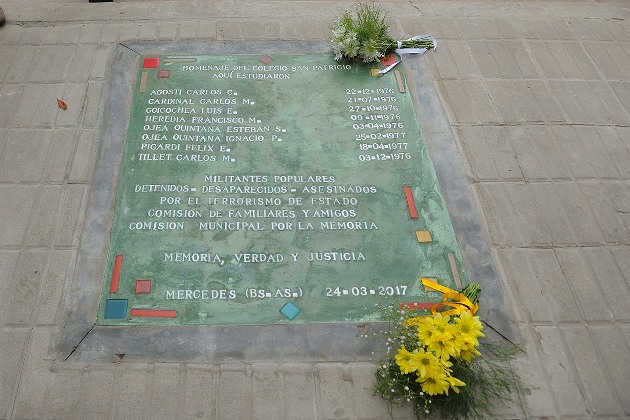 HOMENAJE DEL COLEGIO SAN PATRICIO
AQUÍ ESTUDIARON
AGOSTI CARLOS C. 22-12-1976
CARDINAL CARLOS M. 21-07-1976
GOICOCHEA LUIS E. 27-10-1976
HEREDIA FRANCISCO M. 09-11-1976
OJEA QUINTANA ESTEBAN S. 03-04-1976
OJEA QUINTANA IGNACIO P. 25-02-1977
PICARDI FELIX E. 18-04-1977
TILLET CARLOS M. 03-12-1976
MILITANTES POPULARES
DETENIDOS - DESAPARECIDOS - ASESINADOS
POR EL TERRORISMO DE ESTADO
COMISIÓN DE FAMILIARES Y AMIGOS
COMISIÓN MUNICIPAL POR LA MEMORIA
MEMORIA, VERDAD Y JUSTICIA
MERCEDES (BS. AS.) 24-03-2017